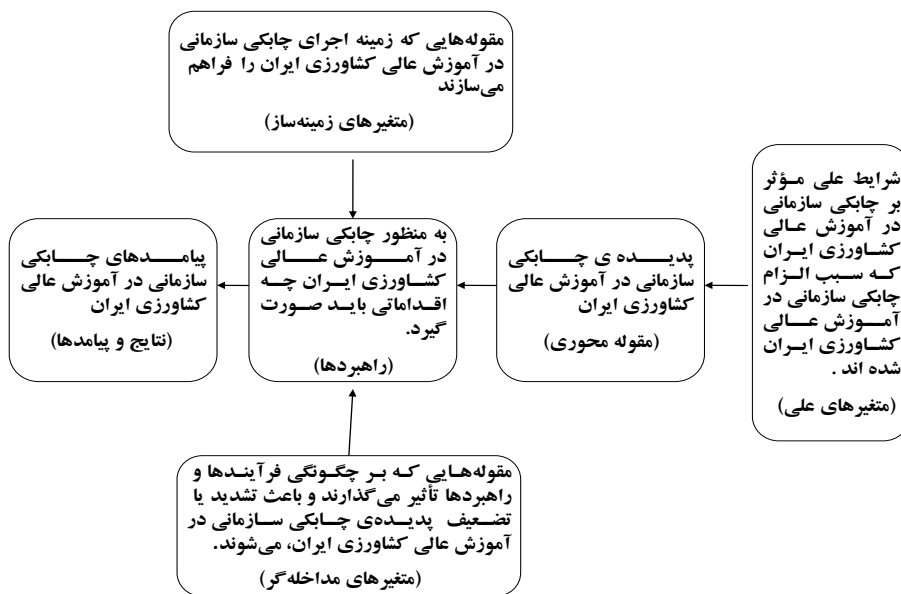 مقوله‌هایی که زمینه اجرای چابکی سازمانی
در آموزش عالی کشاورزی ایران را فراهم
می‌سازند
(متغیرهای زمینه‌ساز)
شرایط علی مؤثر
بر چابکی سازمانی
در آموزش عالی
کشاورزی ایران
که سبب الزام
چابکی سازمانی در
آموزش عالی
کشاورزی ایران
شده اند .
(متغیرهای علی)
پدیده ی چابکی
سازمانی در آموزش عالی
کشاورزی ایران
(مقوله محوری)
به منظور چابکی سازمانی
در آموزش عالی
کشاورزی ایران چه
اقداماتی باید صورت
گیرد.
(راهبردها)
پیامدهای چابکی
سازمانی در آموزش عالی
کشاورزی ایران
(نتایج و پیامدها)
مقوله‌هایی که بر چگونگی فرآیندها و
راهبردها تأثیر می‌گذارند و باعث تشدید یا
تضعیف پدیده‌ی چابکی سازمانی در
آموزش عالی کشاورزی ایران، می‌شوند.
(متغیرهای مداخله‌گر)